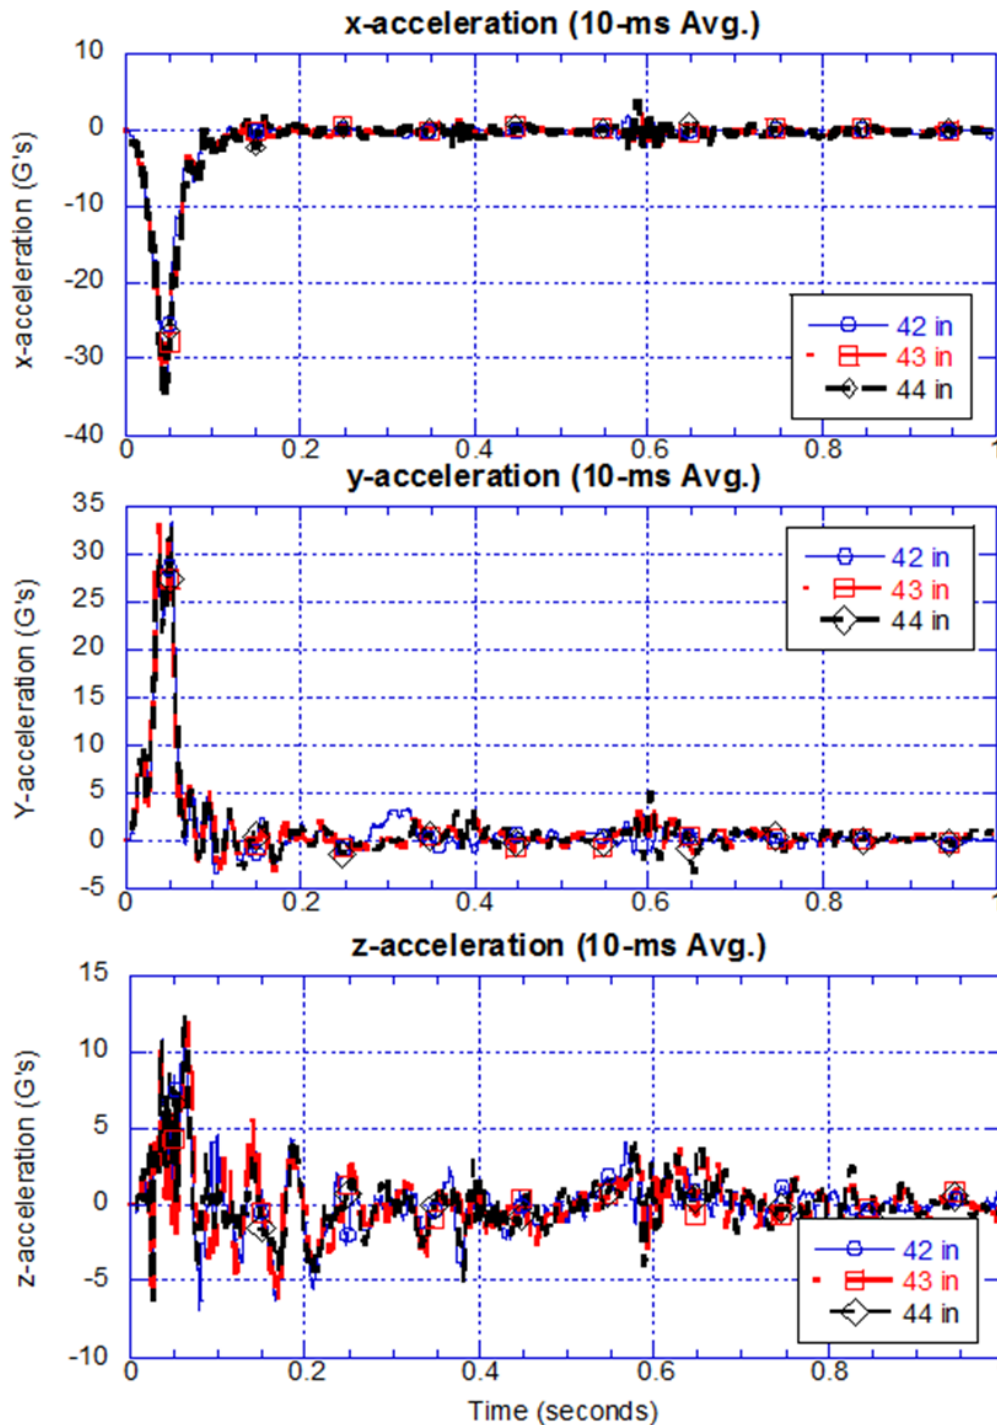 x-acceleration (10-ms Avg.)
10
0
-10
-20
-30
-40
x-acceleration (G's)
42 in
43 in
44 in
0
0.2
0.4
0.6
0.8
1
y-acceleration (10-ms Avg.)
35
30
25
20
15
10
5
0
-5
Y-acceleration (G's)
42 in
43 in
44 in
0
0.2
0.4
0.6
0.8
1
z-acceleration (10-ms Avg.)
15
10
5
0
-5
-10
z-acceleration (G's)
42 in
43 in
44 in
0
0.2
0.4
0.6
0.8
Time (seconds)